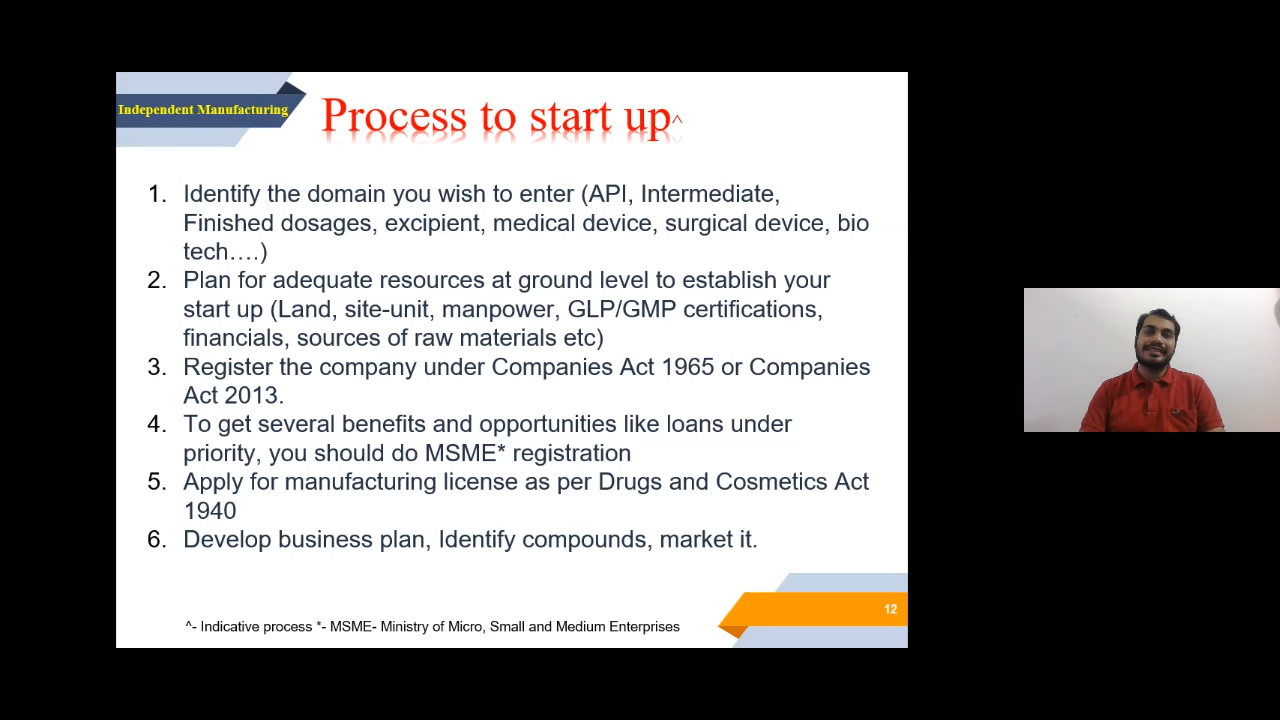 Independent Manufacturing
Process to start up^
1. Identify the domain you wish to enter (API, Intermediate,
Finished dosages, excipient, medical device, surgical device, bio
tech….)
2. Plan for adequate resources at ground level to establish your
start up (Land, site-unit, manpower, GLP/GMP certifications,
financials, sources of raw materials etc)
3. Register the company under Companies Act 1965 or Companies
Act 2013.
4. To get several benefits and opportunities like loans under
priority, you should do MSME* registration
5. Apply for manufacturing license as per Drugs and Cosmetics Act
1940
6. Develop business plan, Identify compounds, market it.
12
^- Indicative process *- MSME- Ministry of Micro, Small and Medium Enterprises